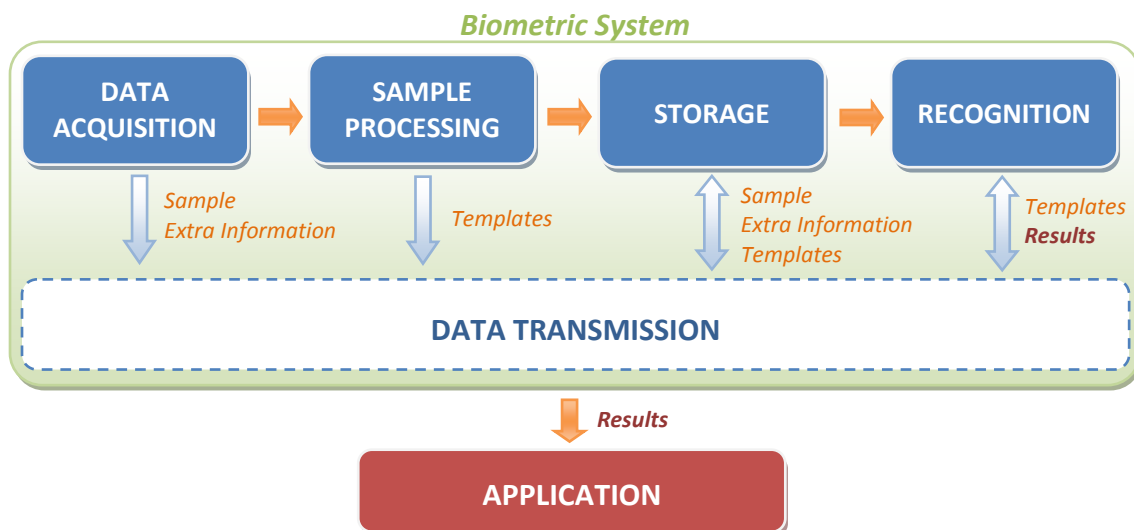 Biometric System
DATA
ACQUISITION
SAMPLE
PROCESSING
STORAGE
RECOGNITION
Sample
Extra Information
Templates
Sample
Extra Information
Templates
Templates
Results
DATA TRANSMISSION
Results
APPLICATION